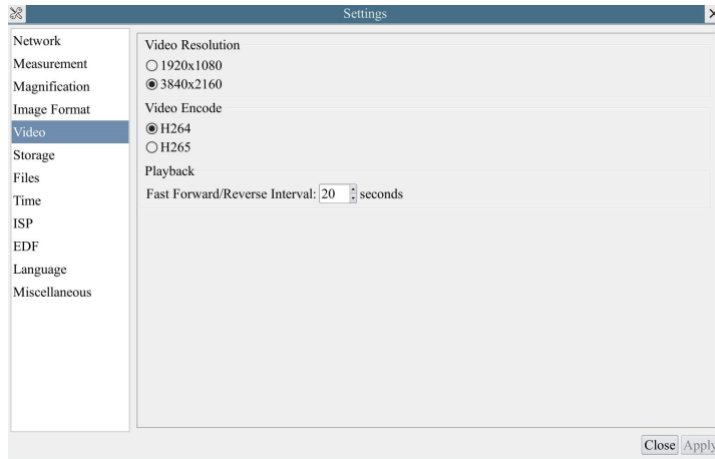 Settings
Network
Measurement
Magnification
Image Format
Video
Storage
Files
Time
ISP
EDF
Language
Miscellaneous
Video Resolution
1920x1080
3840x2160
Video Encode
H264
H265
Playback
Fast Forward/Reverse Interval: 20 seconds
Close Apply